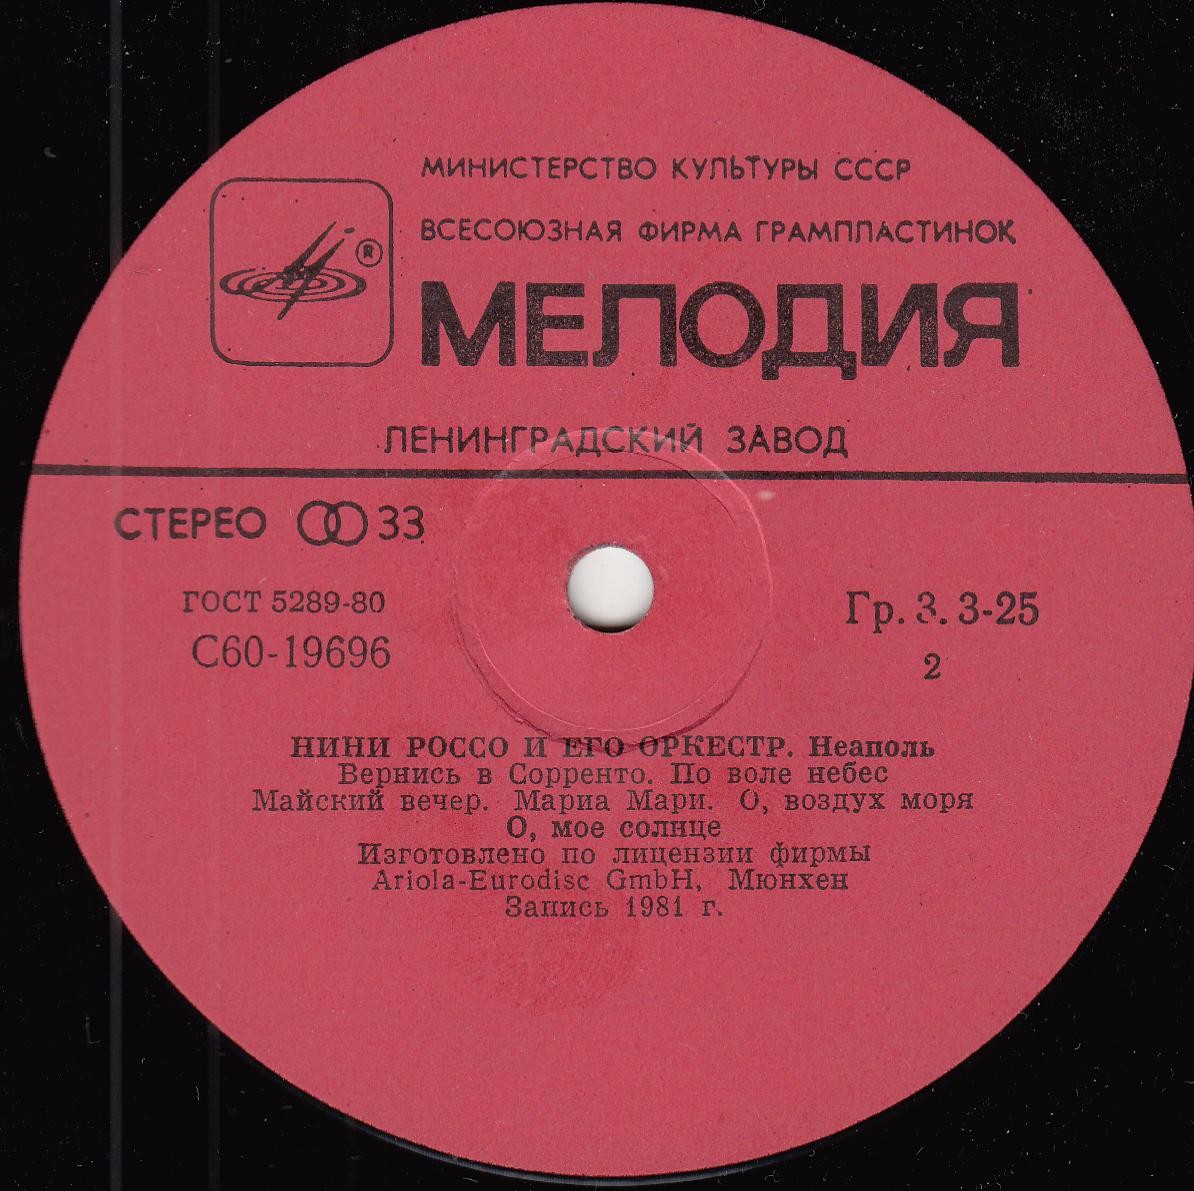 МИНИСТЕРСТВО КУЛЬТУРЫ СССР
ВСЕСОЮЗНАЯ ФИРМА ГРАМПЛАСТИНОК
®
МЕЛОДИЯ
ЛЕНИНГРАДСКИЙ ЗАВОД
СТЕРЕО 33
ГОСТ 5289-80
Гр. 3. 3-25
С60-19696
2
НИНИ РОССО И ЕГО ОРКЕСТР. Неаполь
Вернись в Сорренто. По воле небес
Майский вечер. Мариа Мари. О, воздух моря
О, мое солнце
Изготовлено по лицензии фирмы
Ariola-Eurodisc GmbH, Мюнхен
Запись 1981 г.